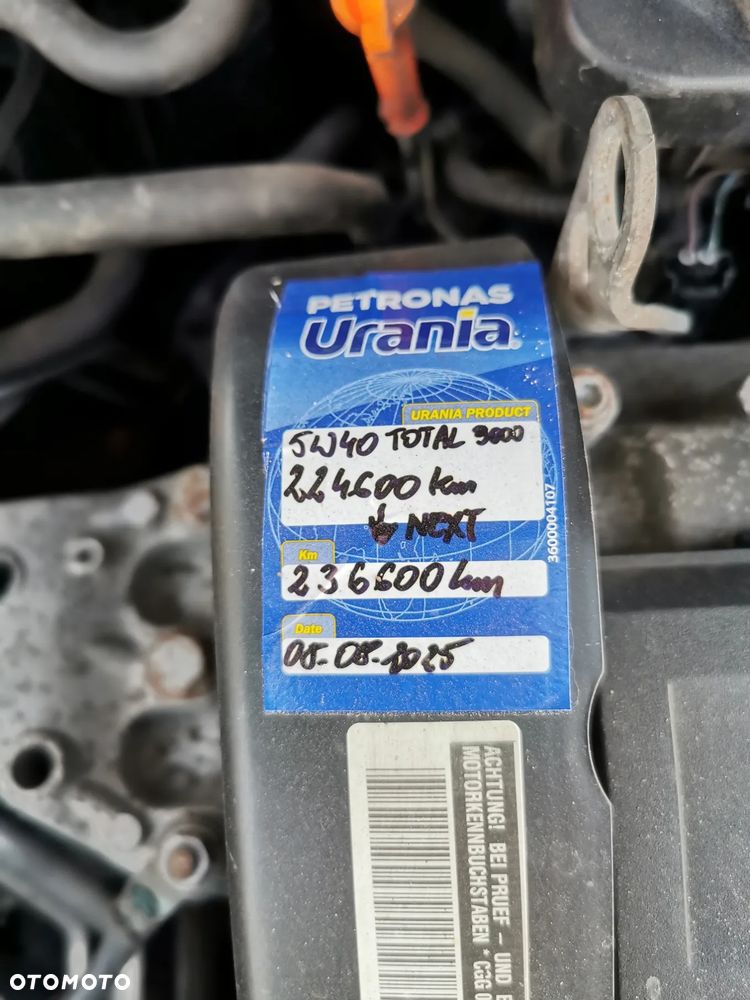 PETRONAS
Urania
URANIA PRODUCT
5W40 TOTAL 9000
224600 km
↓ NEXT
Km
236600 km
Date
08-08-2025
3600004107
ACHTUNG! BEI PRUEF - UND
MOTORKENNBUCHSTABEN *
OTOMOTO